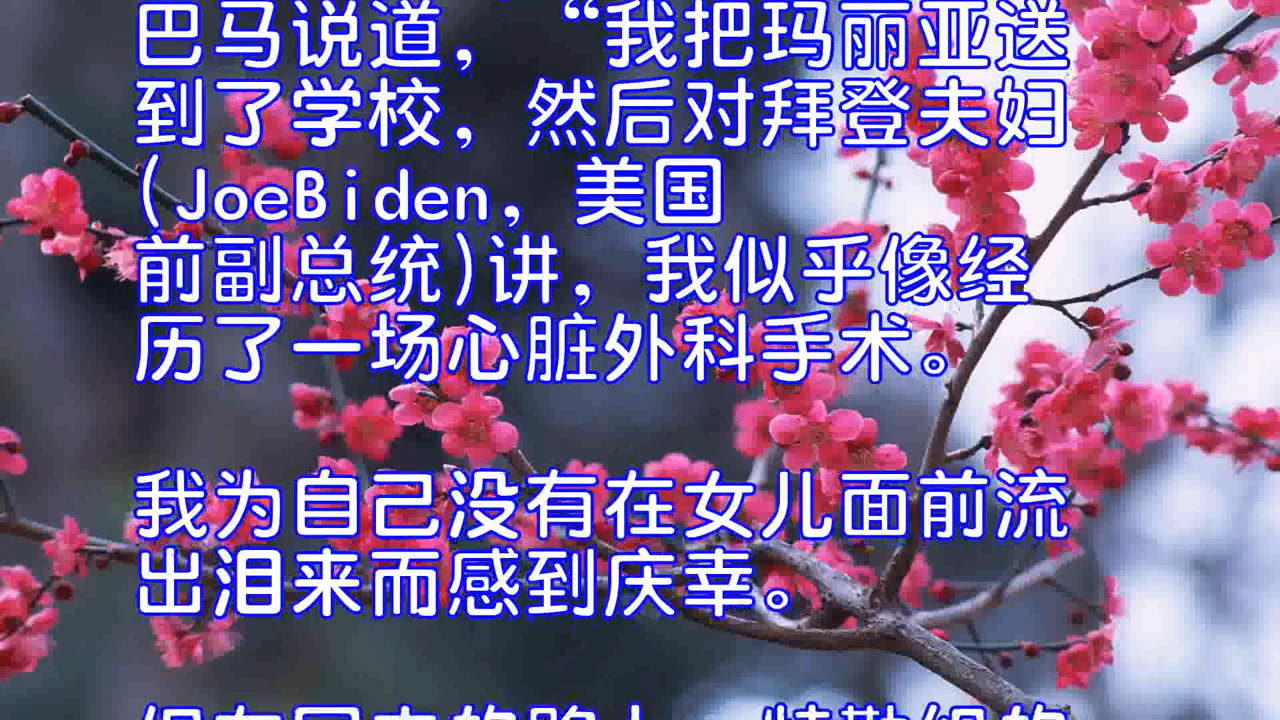 巴马说道，“我把玛丽亚送
到了学校，然后对拜登夫妇
(JoeBiden，美国
前副总统)讲，我似乎像经
历了一场心脏外科手术。
我为自己没有在女儿面前流
出泪来而感到庆幸。